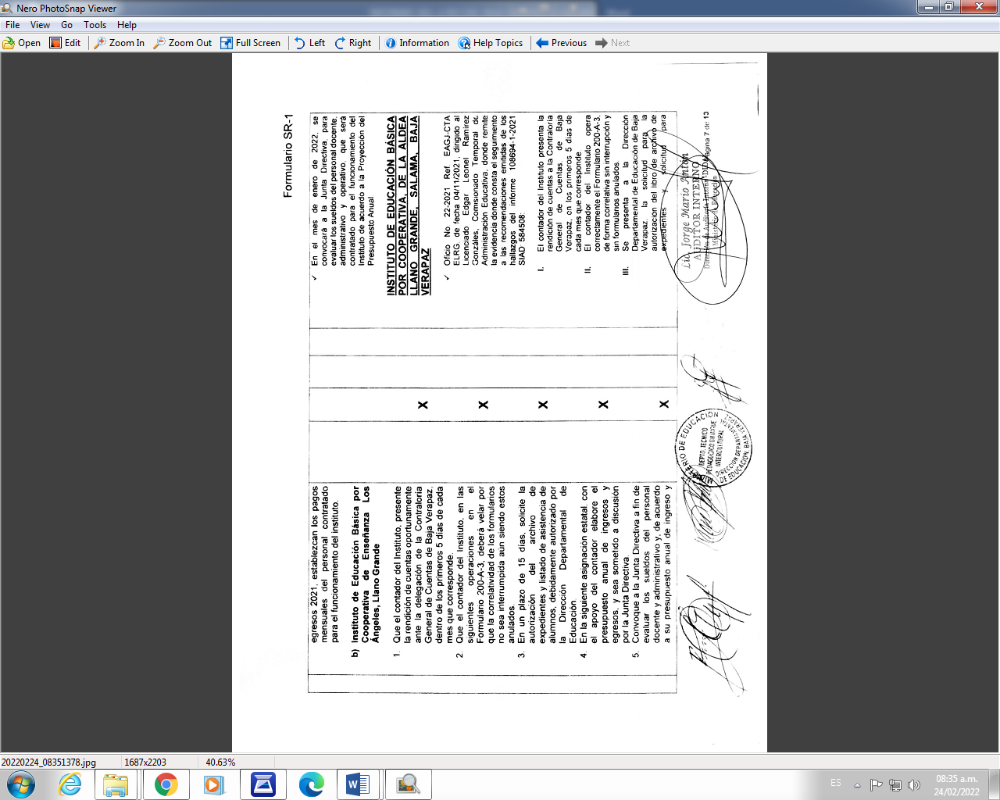 Nero PhotoSnap Viewer
File View Go Tools Help
Open Edit Zoom In Zoom Out Full Screen Left Right Information Help Topics Previous Next
Formulario SR-1
egresos 2021, establezcan los pagos
mensuales del personal contratado
para el funcionamiento del instituto.
b) Instituto de Educación Básica por
Cooperativa de Enseñanza Los
Ángeles, Llano Grande
1. Que el contador del Instituto, presente
la rendición de cuentas oportunamente
ante la delegación de la Contraloría
General de Cuentas de Baja Verapaz,
dentro de los primeros 5 días de cada
mes que corresponde.
2. Que el contador del Instituto, en las
siguientes operaciones en el
Formulario 200-A-3, deberá velar por
que la correlatividad de los formularios
no sea interrumpida aún siendo estos
anulados.
3. En un plazo de 15 días, solicite la
autorización del archivo de
expedientes y listado de asistencia de
alumnos, debidamente autorizado por
la Dirección Departamental de
Educación.
4. En la siguiente asignación estatal, con
el apoyo del contador elabore el
presupuesto anual de ingresos y
egresos, y sea sometido a discusión
por la Junta Directiva.
5. Convoque a la Junta Directiva a fin de
evaluar los sueldos del personal
docente y administrativo y, de acuerdo
a su presupuesto anual de ingreso y
X
X
X
X
X
✓ En el mes de enero de 2022, se
convocará a la Junta Directiva, para
evaluar los sueldos del personal docente,
administrativo y operativo, que será
contratado para el funcionamiento del
Instituto de acuerdo a la Proyección del
Presupuesto Anual
INSTITUTO DE EDUCACIÓN BÁSICA
POR COOPERATIVA, DE LA ALDEA
LLANO GRANDE, SALAMA, BAJA
VERAPAZ
✓ Oficio No 22-2021 Ref EAGJ-CTA
ELRG, de fecha 04/11/2021, dirigido al
Licenciado Edgar Leonel Ramírez
Gonzáles, Comisionado Temporal de
Administración Educativa, donde remite
la evidencia donde consta el seguimiento
a las recomendaciones emitidas de los
hallazgos del informe 108694-1-2021
SIAD 584508:
I. El contador del Instituto presenta la
rendición de cuentas a la Contraloría
General de Cuentas, de Baja
Verapaz, en los primeros 5 días de
cada mes que corresponde.
II. El contador del Instituto opera
correctamente el Formulario 200-A-3,
de forma correlativa sin interrupción y
sin formularios anulados.
III. Se presenta a la Dirección
Departamental de Educación de Baja
Verapaz la solicitud para la
autorización del libro de archivo de
expedientes y solicitud para
MINISTERIO DE EDUCACIÓN
DEPTO. TECNICO
PEDAGOGICO BILINGUE
INTERCULTURAL
DIRECCION DEPARTAMENTAL
DE EDUCACION, BAJA VERAPAZ
Lic. Jorge Mario Antón
AUDITOR INTERNO
Dirección de Auditoría Interna-DIDAI
Ministerio de Educación
Página 7 de 13
20220224_08351378.jpg 1687x2203 40.63%
ES
08:35 a.m.
24/02/2022